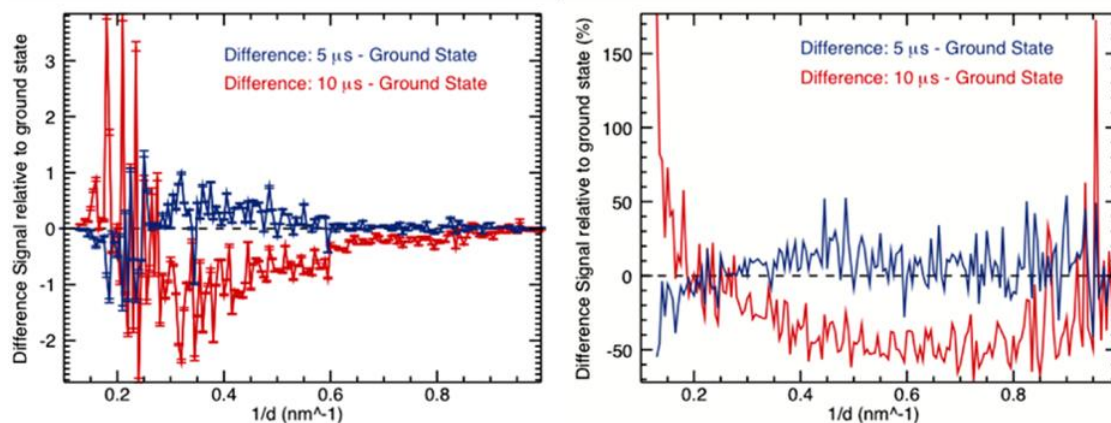 Difference Signal relative to ground state
3
2
1
0
-1
-2
Difference: 5 μs - Ground State
Difference: 10 μs - Ground State
0.2 0.4 0.6 0.8
1/d (nm^-1)
Difference Signal relative to ground state (%)
150
100
50
0
-50
Difference: 5 μs - Ground State
Difference: 10 μs - Ground State
0.2 0.4 0.6 0.8
1/d (nm^-1)